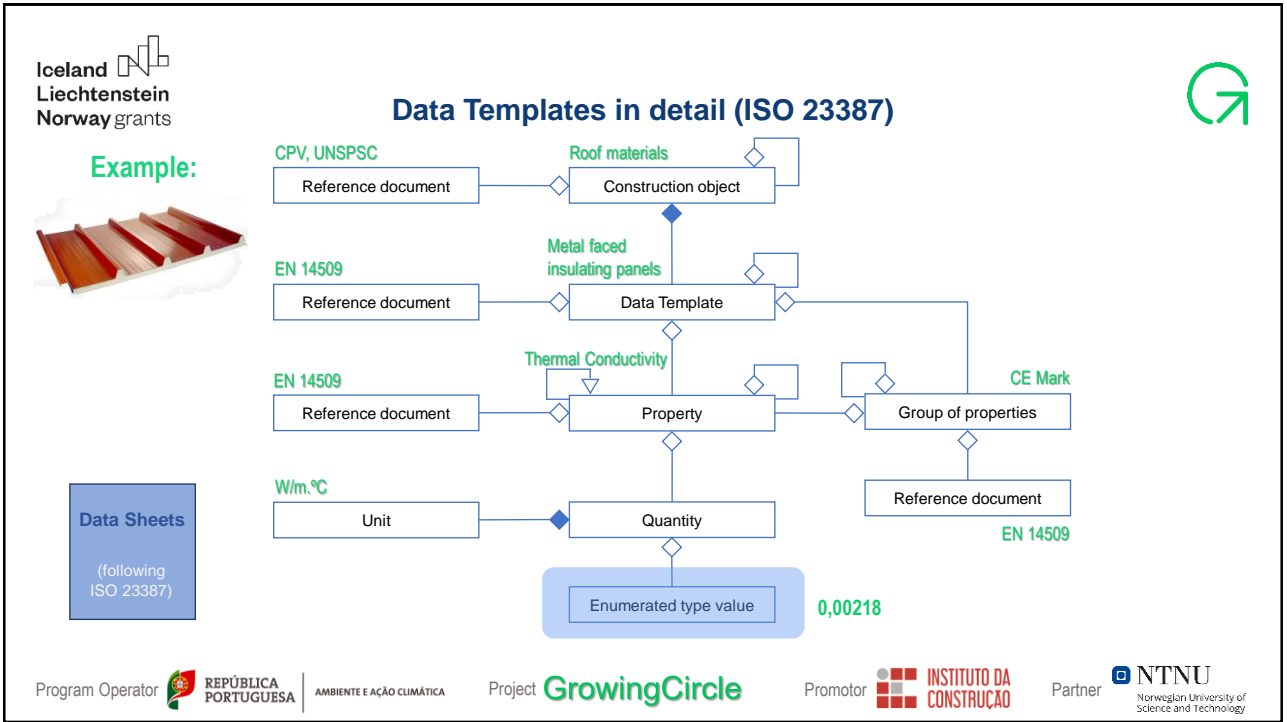 Iceland
Liechtenstein
Norway grants
Data Templates in detail (ISO 23387)
Example:
CPV, UNSPSC
Roof materials
Reference document
Construction object
Metal faced
insulating panels
EN 14509
Reference document
Data Template
Thermal Conductivity
EN 14509
CE Mark
Reference document
Property
Group of properties
W/m.ºC
Unit
Quantity
Reference document
EN 14509
Data Sheets
(following
ISO 23387)
Enumerated type value
0,00218
Program Operator
REPÚBLICA
PORTUGUESA
AMBIENTE E AÇÃO CLIMÁTICA
Project GrowingCircle
Promotor
INSTITUTO DA
CONSTRUÇÃO
Partner
NTNU
Norwegian University of
Science and Technology